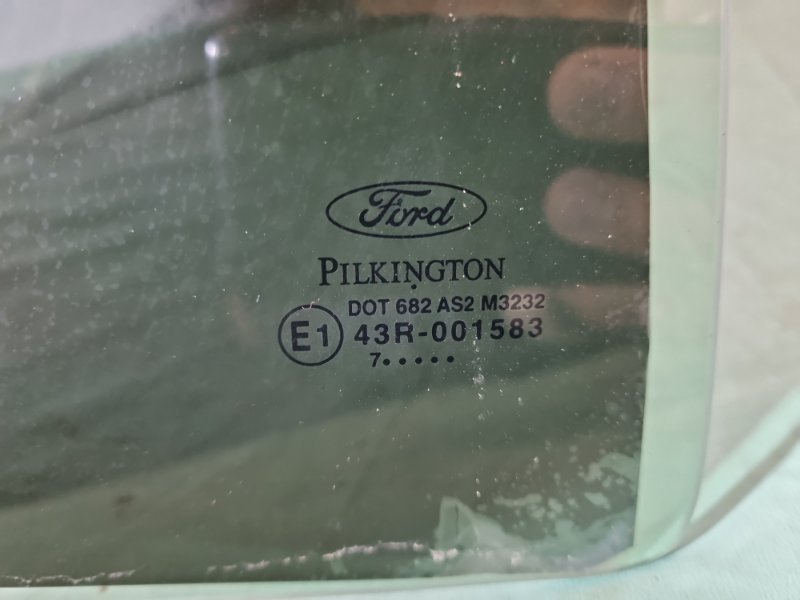 Ford
PILKINGTON
DOT 682 AS2 M3232
E1 43R-001583
7•••••